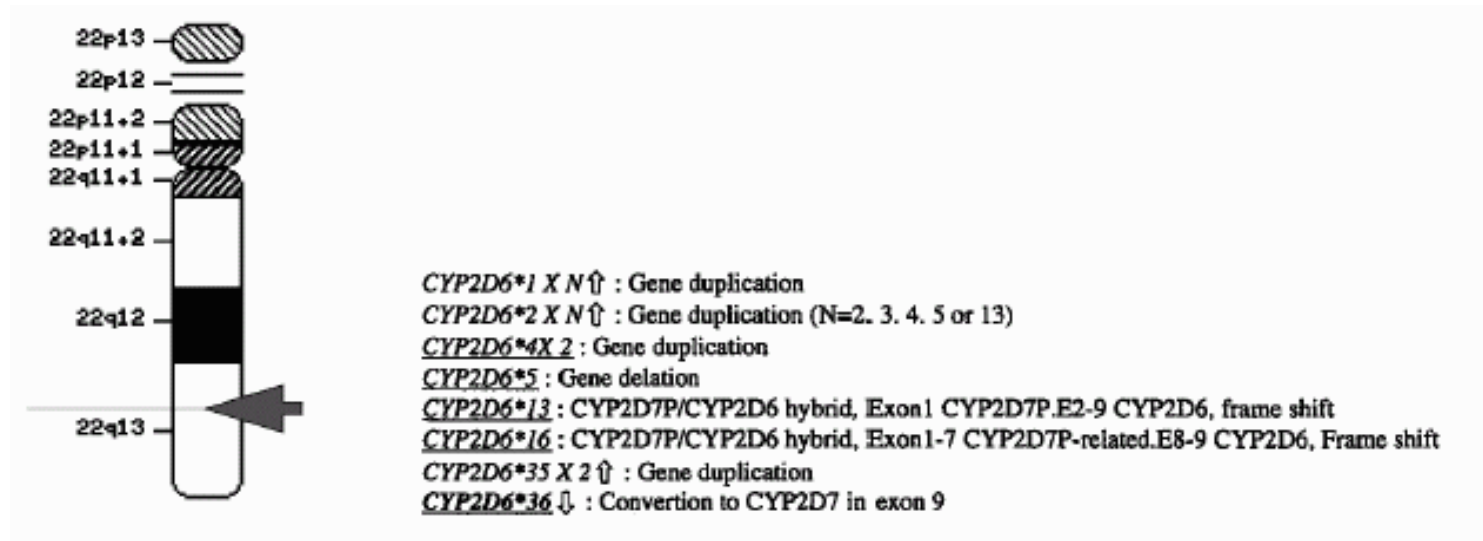 22p13
22p12
22p11+2
22p11+1
22q11+1
22q11+2
22q12
22q13
CYP2D6*1 X N⇧ : Gene duplication
CYP2D6*2 X N⇧ : Gene duplication (N=2. 3. 4. 5 or 13)
CYP2D6*4X 2 : Gene duplication
CYP2D6*5 : Gene delation
CYP2D6*13 : CYP2D7P/CYP2D6 hybrid, Exon1 CYP2D7P.E2-9 CYP2D6, frame shift
CYP2D6*16 : CYP2D7P/CYP2D6 hybrid, Exon1-7 CYP2D7P-related.E8-9 CYP2D6, Frame shift
CYP2D6*35 X 2⇧ : Gene duplication
CYP2D6*36⇩ : Convertion to CYP2D7 in exon 9